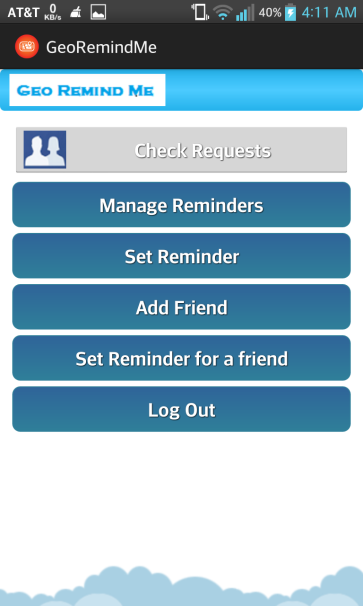 AT&T 0 KB/s 40% 4:11 AM
GeoRemindMe
GEO REMIND ME
Check Requests
Manage Reminders
Set Reminder
Add Friend
Set Reminder for a friend
Log Out